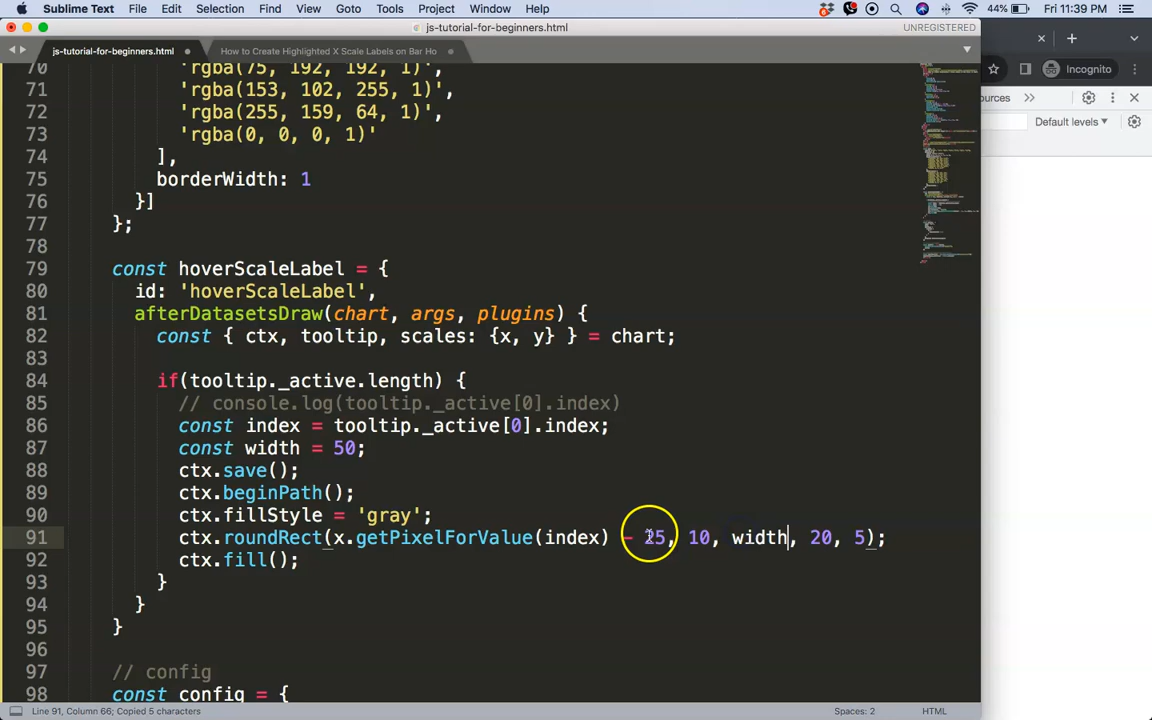 Sublime Text File Edit Selection Find View Goto Tools Project Window Help 44% Fri 11:39 PM
js-tutorial-for-beginners.html UNREGISTERED
js-tutorial-for-beginners.html How to Create Highlighted X Scale Labels on Bar Ho
Incognito
ources >> Default levels
70 'rgba(75, 192, 192, 1)',
71 'rgba(153, 102, 255, 1)',
72 'rgba(255, 159, 64, 1)',
73 'rgba(0, 0, 0, 1)'
74 ],
75 borderWidth: 1
76 }]
77 };
78
79 const hoverScaleLabel = {
80 id: 'hoverScaleLabel',
81 afterDatasetsDraw(chart, args, plugins) {
82 const { ctx, tooltip, scales: {x, y} } = chart;
83
84 if(tooltip._active.length) {
85 // console.log(tooltip._active[0].index)
86 const index = tooltip._active[0].index;
87 const width = 50;
88 ctx.save();
89 ctx.beginPath();
90 ctx.fillStyle = 'gray';
91 ctx.roundRect(x.getPixelForValue(index) - 25, 10, width, 20, 5);
92 ctx.fill();
93 }
94 }
95 }
96
97 // config
98 const config = {
Line 91, Column 66; Copied 5 characters Spaces: 2 HTML